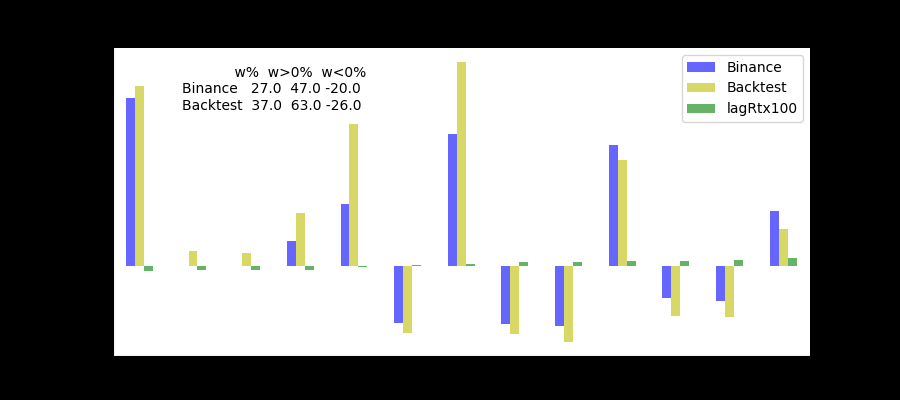 w%  w>0%  w<0%
Binance   27.0  47.0 -20.0
Backtest  37.0  63.0 -26.0
Binance
Backtest
lagRtx100